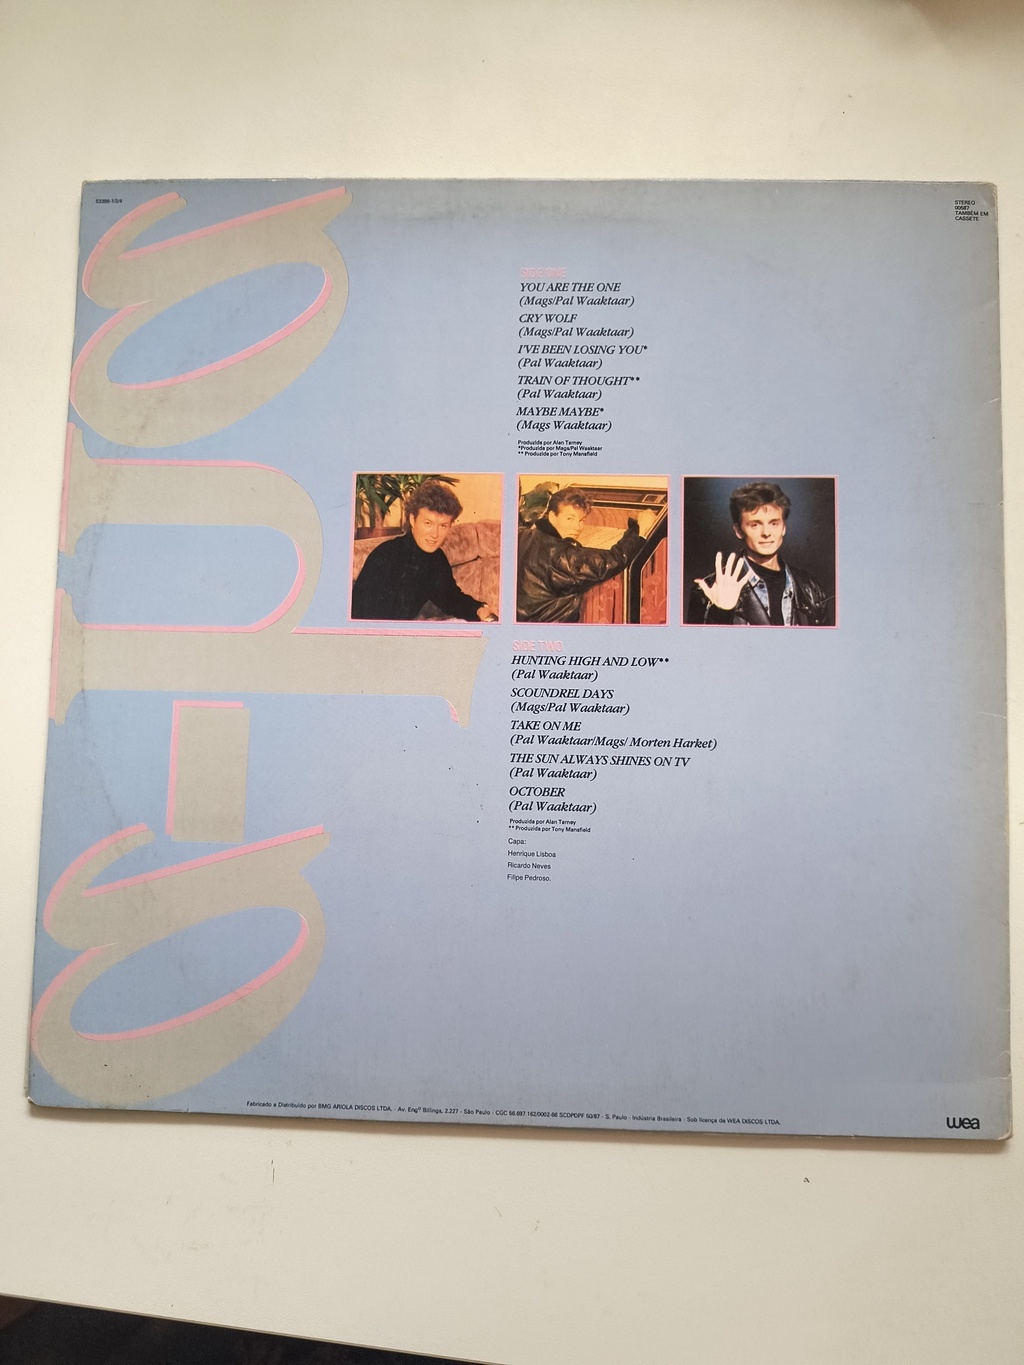 53388-1/3/4
STEREO
00587
TAMBÉM EM
CASSETE
a-ha
SIDE ONE
YOU ARE THE ONE
(Mags/Pal Waaktaar)
CRY WOLF
(Mags/Pal Waaktaar)
I'VE BEEN LOSING YOU*
(Pal Waaktaar)
TRAIN OF THOUGHT**
(Pal Waaktaar)
MAYBE MAYBE*
(Mags Waaktaar)
Produzida por Alan Tarney
*Produzida por Mags/Pal Waaktaar
** Produzida por Tony Mansfield
SIDE TWO
HUNTING HIGH AND LOW**
(Pal Waaktaar)
SCOUNDREL DAYS
(Mags/Pal Waaktaar)
TAKE ON ME
(Pal Waaktaar/Mags/ Morten Harket)
THE SUN ALWAYS SHINES ON TV
(Pal Waaktaar)
OCTOBER
(Pal Waaktaar)
Produzida por Alan Tarney
** Produzida por Tony Mansfield
Capa:
Henrique Lisboa
Ricardo Neves
Filipe Pedroso.
Fabricado e Distribuído por BMG ARIOLA DISCOS LTDA. - Av. Engº Billings, 2.227 - São Paulo - CGC 56.697.162/0002-86 SCDPDPF 50/87 - S. Paulo - Indústria Brasileira - Sob licença de WEA DISCOS LTDA.
wea